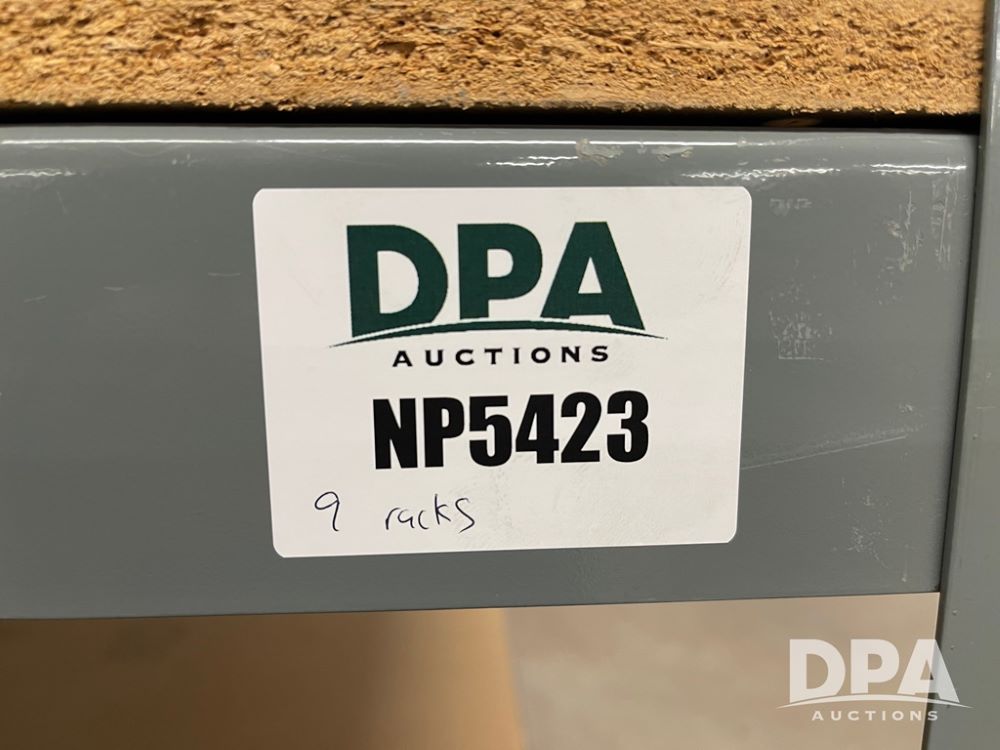 DPA
AUCTIONS
NP5423
9 racks
DPA
AUCTIONS